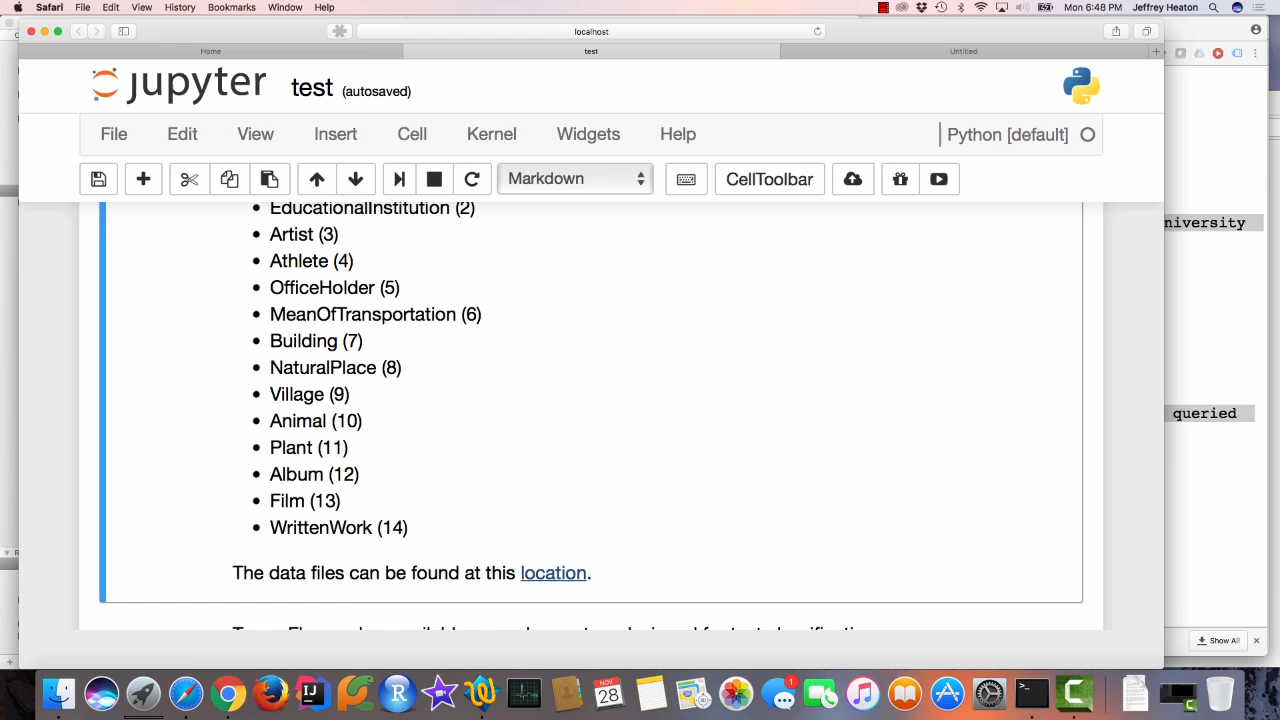 Safari File Edit View History Bookmarks Window Help Mon 6:48 PM Jeffrey Heaton
localhost
Home test Untitled
jupyter test (autosaved)
File Edit View Insert Cell Kernel Widgets Help Python [default]
Markdown CellToolbar
• EducationalInstitution (2)
niversity
• Artist (3)
• Athlete (4)
• OfficeHolder (5)
• MeanOfTransportation (6)
• Building (7)
• NaturalPlace (8)
• Village (9)
queried
• Animal (10)
• Plant (11)
• Album (12)
• Film (13)
• WrittenWork (14)
The data files can be found at this location.
Show All
NOV
28
1